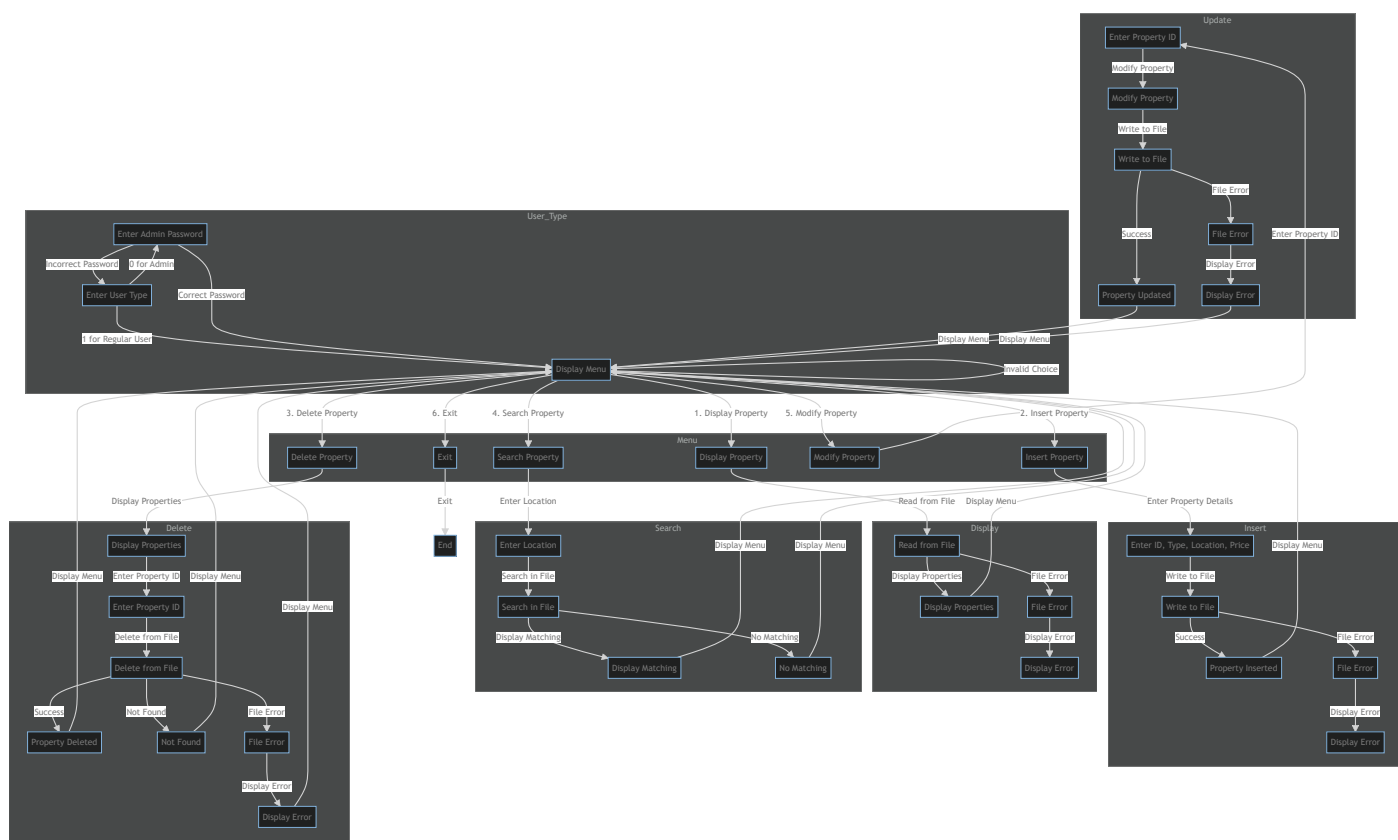 Update
Enter Property ID
Modify Property
Modify Property
Write to File
Write to File
File Error
Success
File Error
Enter Property ID
Display Error
Property Updated
Display Error
User_Type
Enter Admin Password
Incorrect Password
0 for Admin
Enter User Type
Correct Password
1 for Regular User
Display Menu
Display Menu
Display Menu
Invalid Choice
3. Delete Property
6. Exit
4. Search Property
1. Display Property
5. Modify Property
2. Insert Property
Menu
Delete Property
Exit
Search Property
Display Property
Modify Property
Insert Property
Display Properties
Exit
Enter Location
Read from File
Display Menu
Enter Property Details
Delete
Display Properties
Enter Property ID
Display Menu
Display Menu
Enter Property ID
Display Menu
Delete from File
Delete from File
Success
Not Found
File Error
Property Deleted
Not Found
File Error
Display Error
Display Error
End
Search
Enter Location
Display Menu
Display Menu
Search in File
Search in File
Display Matching
No Matching
Display Matching
No Matching
Display
Read from File
Display Properties
File Error
Display Properties
File Error
Display Error
Display Error
Insert
Enter ID, Type, Location, Price
Display Menu
Write to File
Write to File
Success
File Error
Property Inserted
File Error
Display Error
Display Error